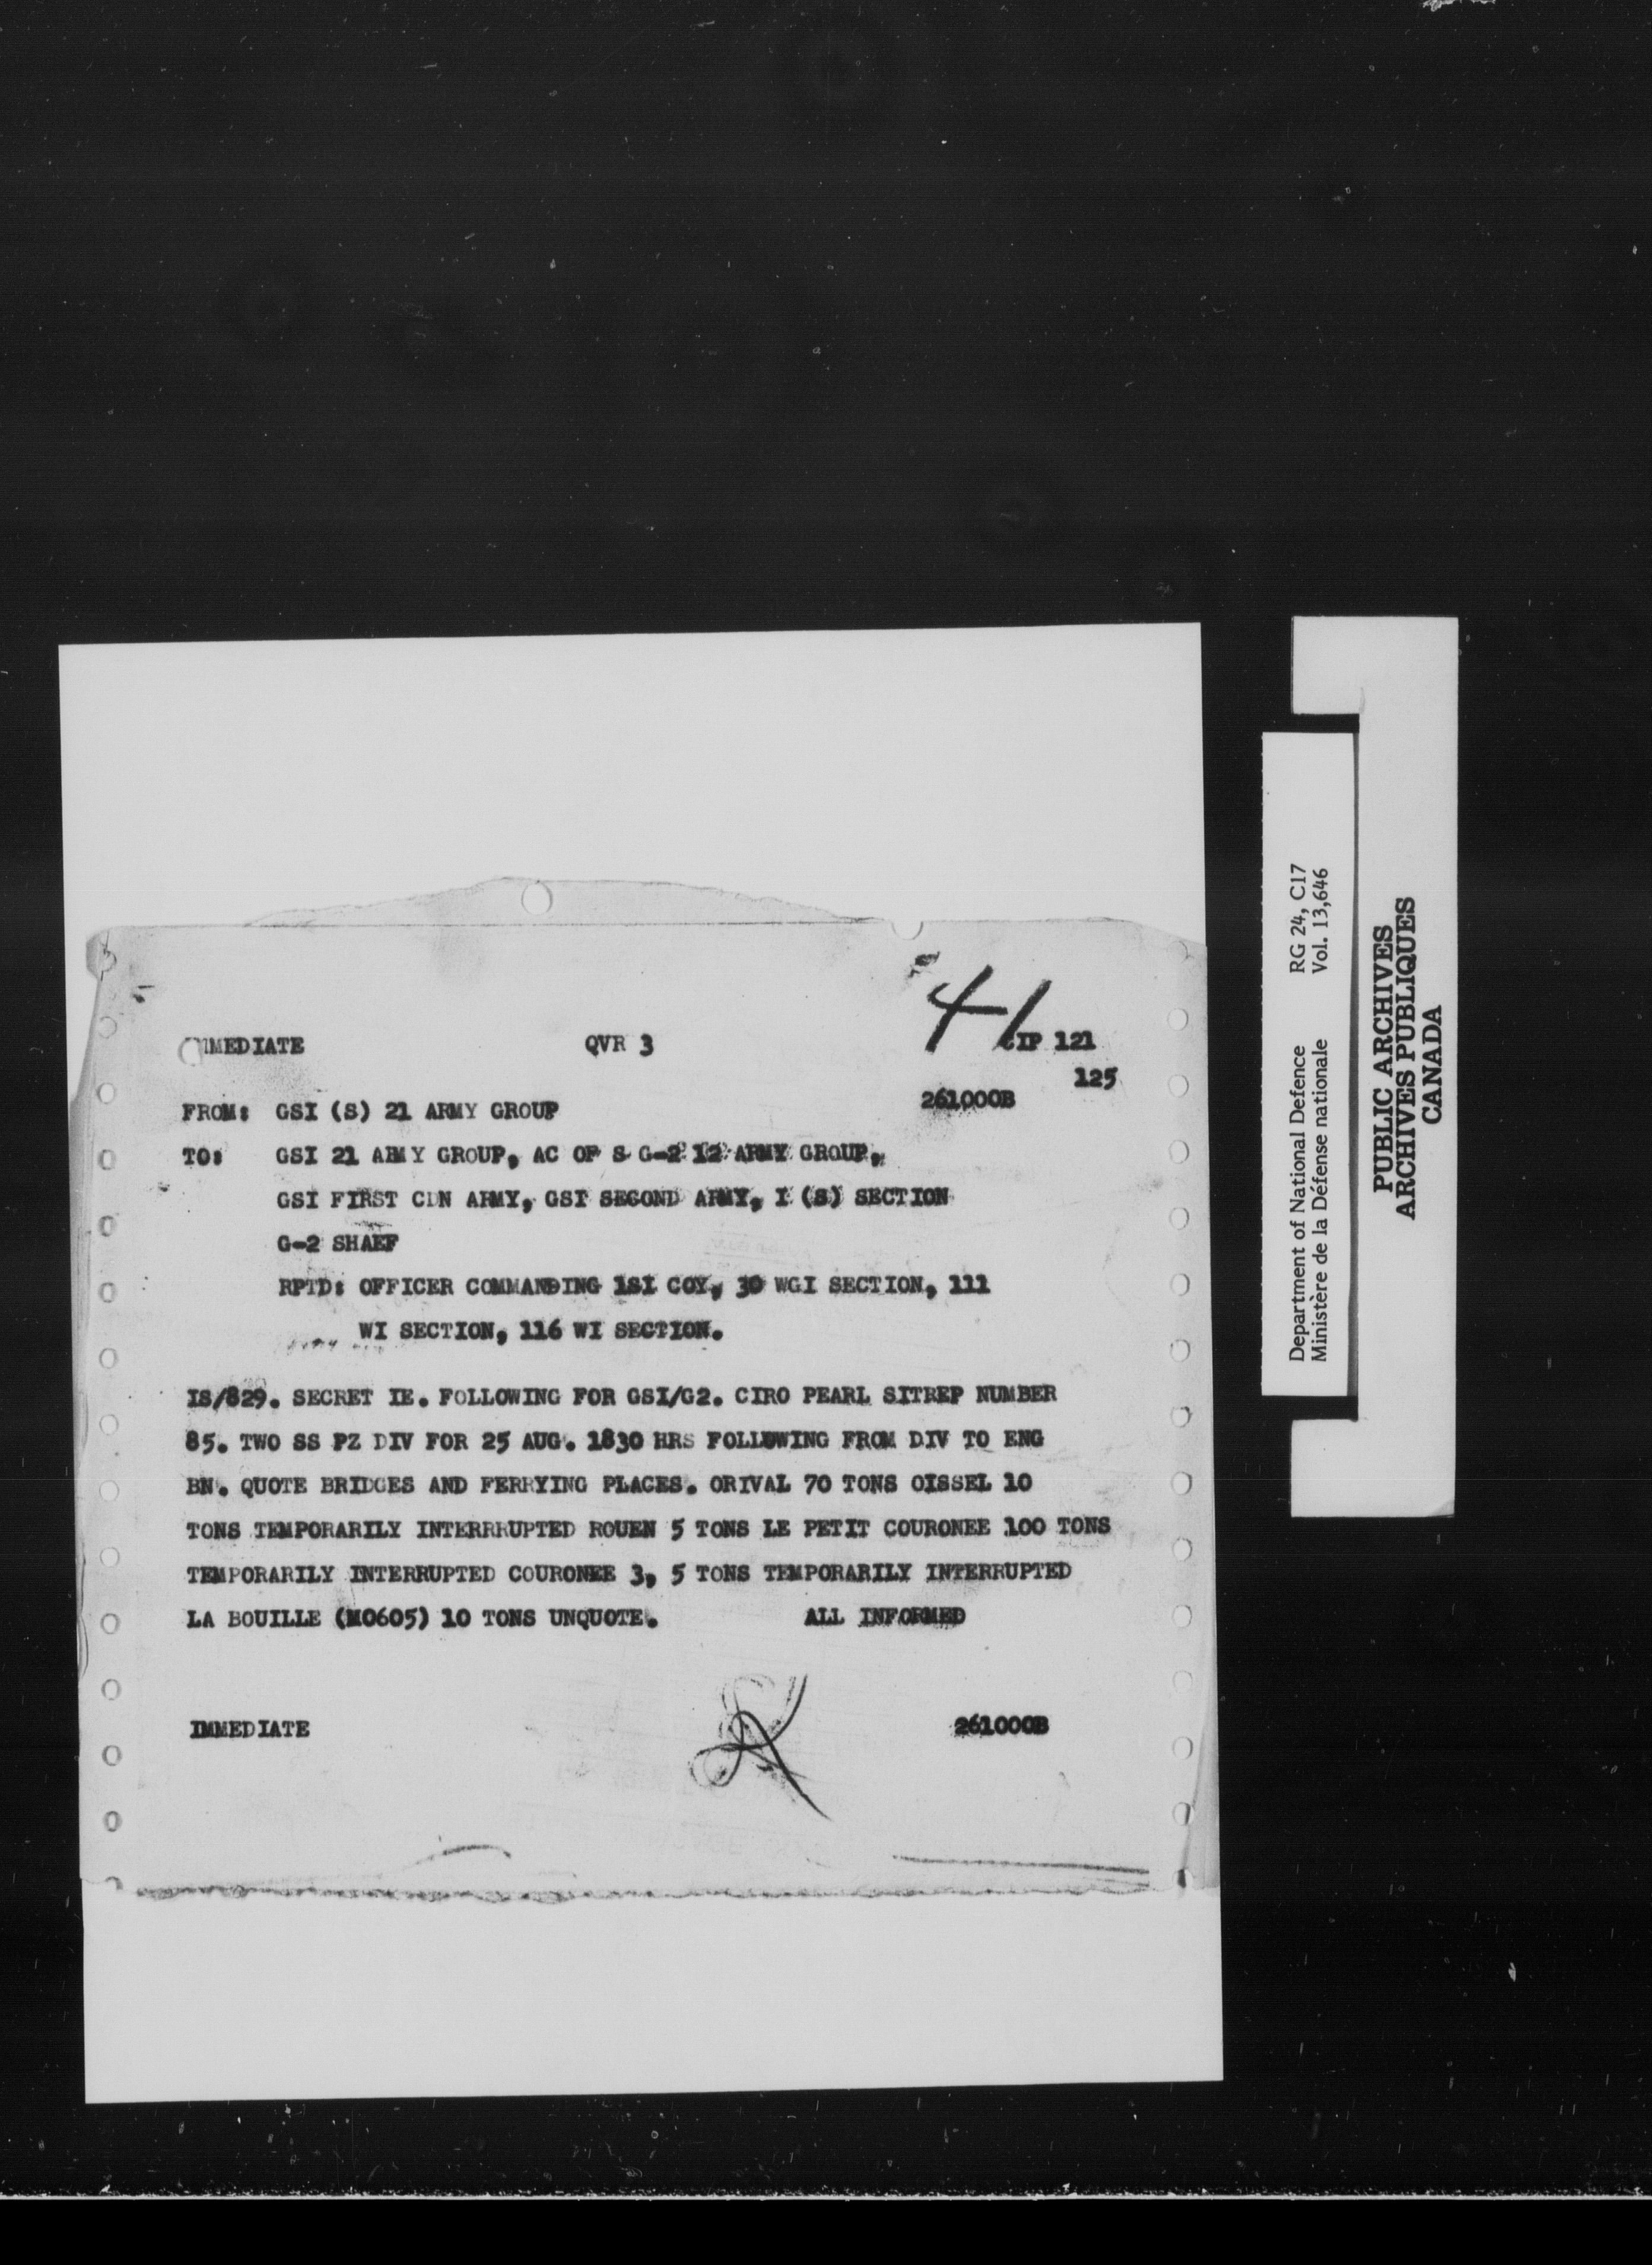 41
IMMEDIATE QVR 3 CIP 121
125
FROM: GSI (S) 21 ARMY GROUP 261000B
TO: GSI 21 ARMY GROUP, AC OF S G-2 12 ARMY GROUP,
GSI FIRST CDN ARMY, GSI SECOND ARMY, I (S) SECTION
G-2 SHAEF
RPTD: OFFICER COMMANDING 1SI COY, 30 WGI SECTION, 111
WI SECTION, 116 WI SECTION.
IS/829. SECRET IE. FOLLOWING FOR GSI/G2. CIRO PEARL SITREP NUMBER
85. TWO SS PZ DIV FOR 25 AUG. 1830 HRS FOLLOWING FROM DIV TO ENG
BN. QUOTE BRIDGES AND FERRYING PLACES. ORIVAL 70 TONS OISSEL 10
TONS TEMPORARILY INTERRRUPTED ROUEN 5 TONS LE PETIT COURONEE 100 TONS
TEMPORARILY INTERRUPTED COURONEE 3, 5 TONS TEMPORARILY INTERRUPTED
LA BOUILLE (M0605) 10 TONS UNQUOTE. ALL INFORMED
IMMEDIATE 261000B
Department of National Defence RG 24, C17
Ministère de la Défense nationale Vol. 13,646
PUBLIC ARCHIVES
ARCHIVES PUBLIQUES
CANADA